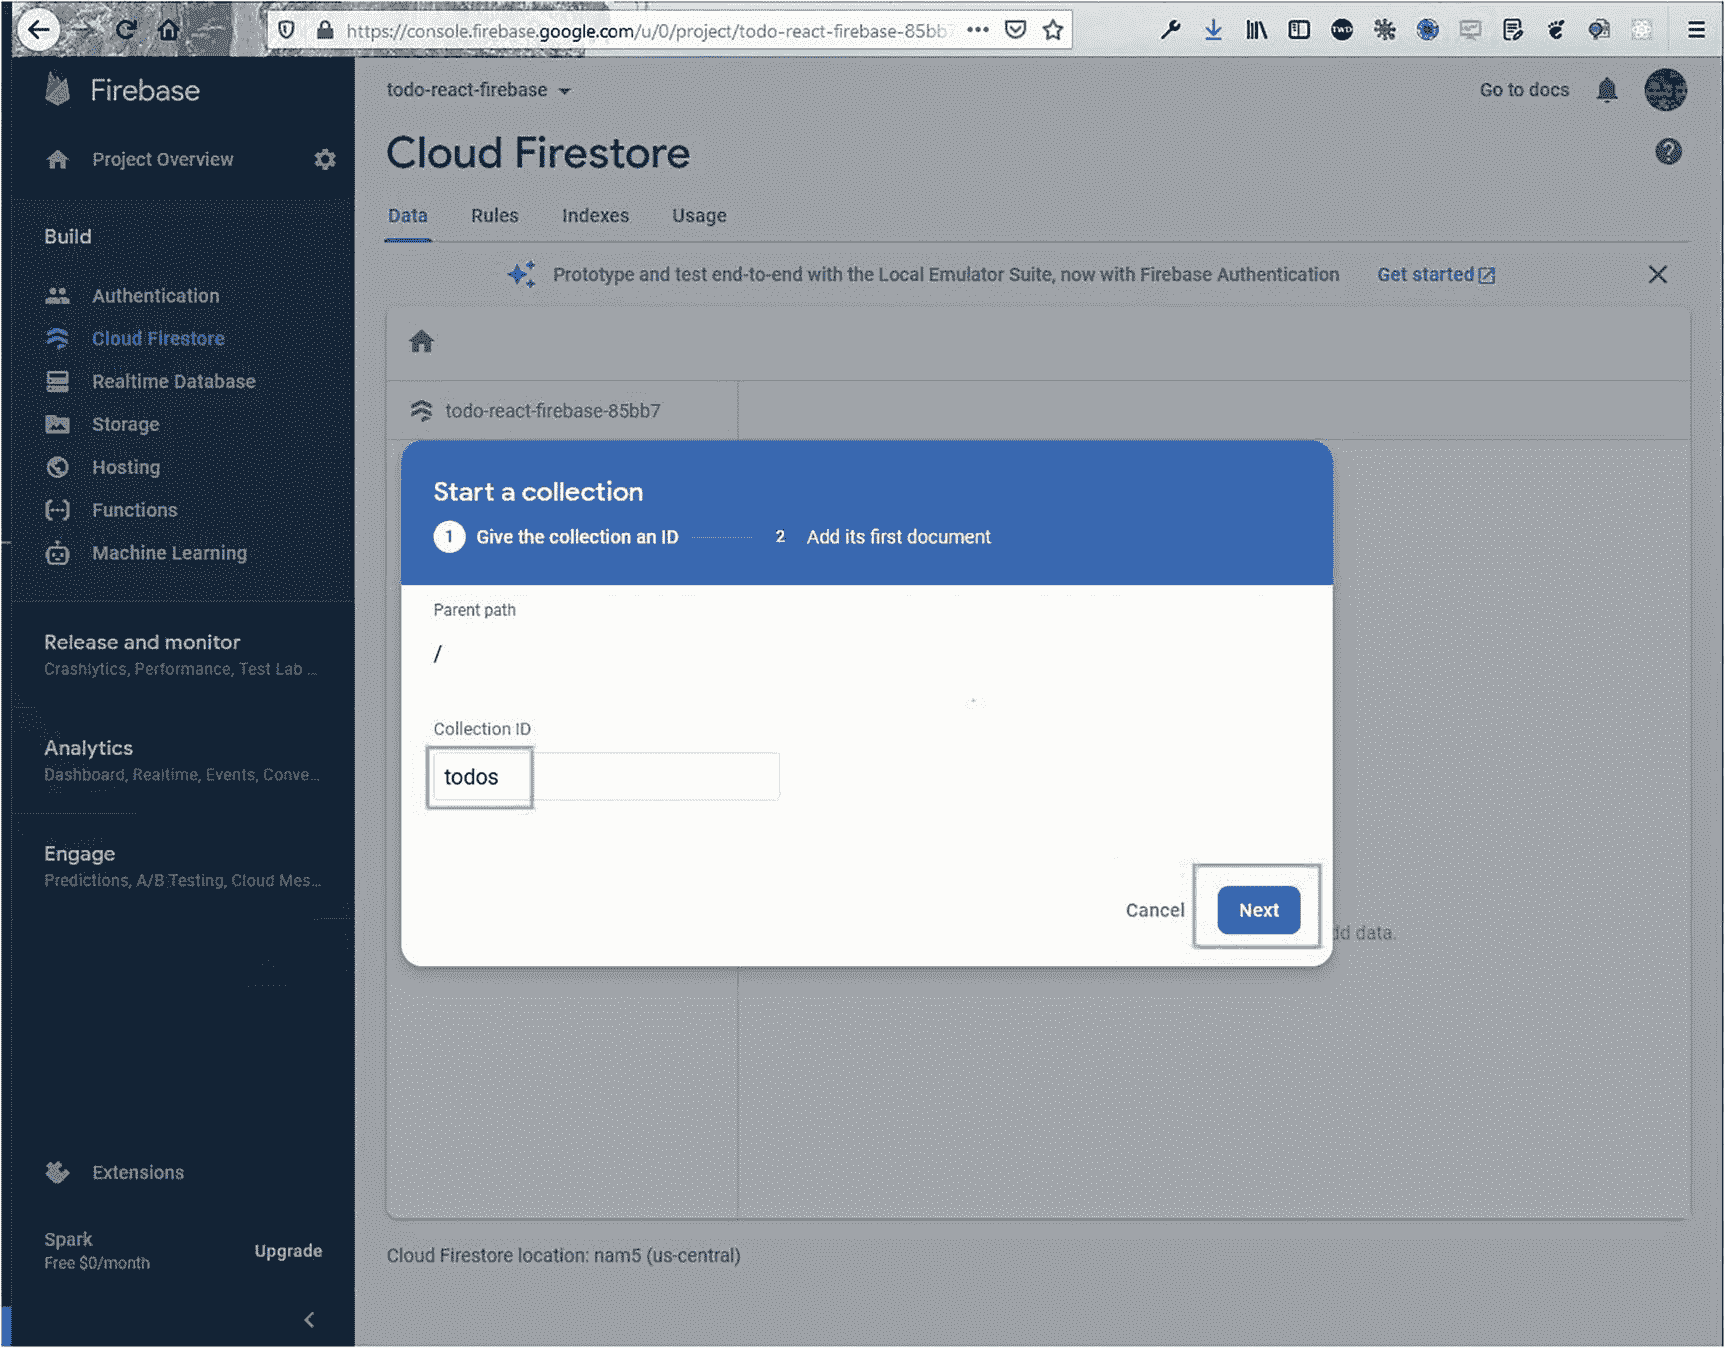 https://console.firebase.google.com/u/0/project/todo-react-firebase-85bb7
TWD
Firebase
Project Overview
Build
Authentication
Cloud Firestore
Realtime Database
Storage
Hosting
Functions
Machine Learning
Release and monitor
Crashlytics, Performance, Test Lab ...
Analytics
Dashboard, Realtime, Events, Conve...
Engage
Predictions, A/B Testing, Cloud Mes...
Extensions
Spark
Free $0/month
Upgrade
todo-react-firebase
Go to docs
Cloud Firestore
Data Rules Indexes Usage
Prototype and test end-to-end with the Local Emulator Suite, now with Firebase Authentication Get started
todo-react-firebase-85bb7
Start a collection
1 Give the collection an ID 2 Add its first document
Parent path
/
Collection ID
todos
Cancel Next
data.
Cloud Firestore location: nam5 (us-central)